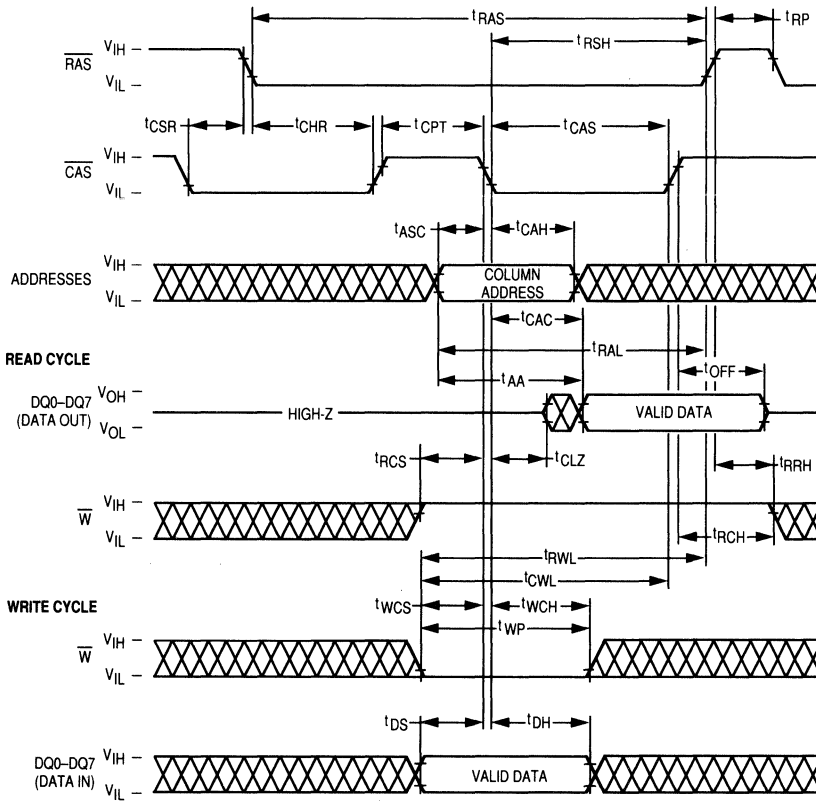 tRAS
tRP
tRSH
RAS
VIH
VIL
tCSR
tCHR
tCPT
tCAS
CAS
VIH
VIL
tASC
tCAH
ADDRESSES
VIH
VIL
COLUMN
ADDRESS
tCAC
tRAL
READ CYCLE
tAA
tOFF
DQ0–DQ7
(DATA OUT)
VOH
VOL
HIGH-Z
VALID DATA
tRCS
tCLZ
tRRH
W
VIH
VIL
tRCH
tRWL
tCWL
WRITE CYCLE
tWCS
tWCH
tWP
W
VIH
VIL
tDS
tDH
DQ0–DQ7
(DATA IN)
VIH
VIL
VALID DATA